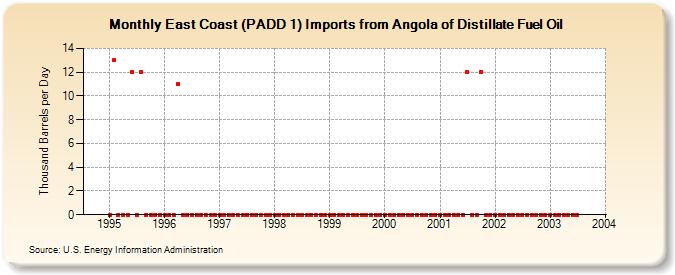 Monthly East Coast (PADD 1) Imports from Angola of Distillate Fuel Oil
Thousand Barrels per Day
14
12
10
8
6
4
2
0
1995 1996 1997 1998 1999 2000 2001 2002 2003 2004
Source: U.S. Energy Information Administration